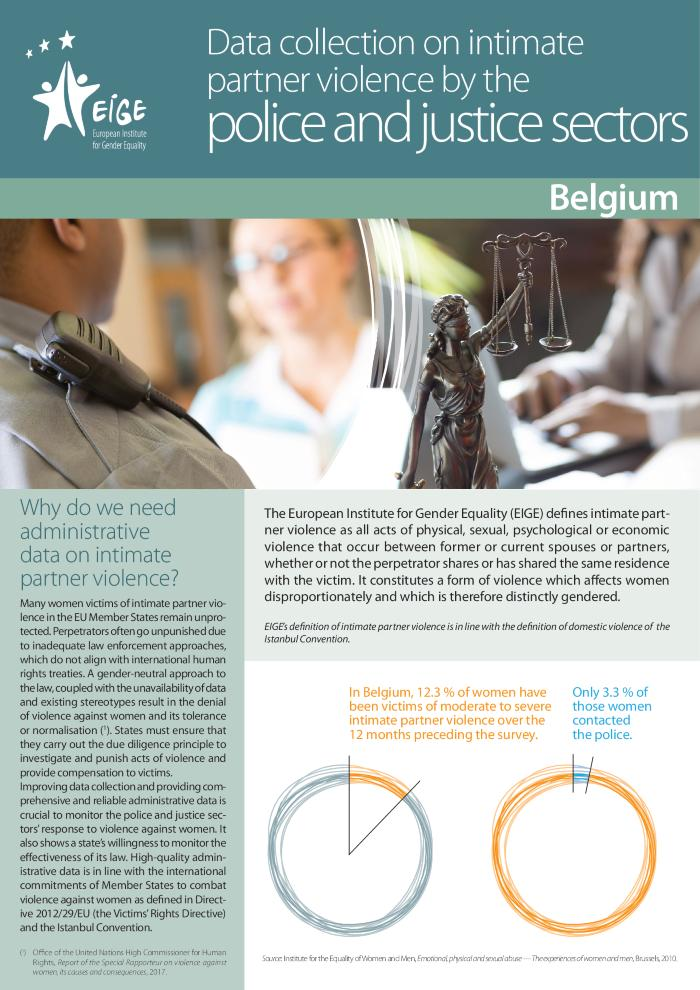 EIGE
European Institute
for Gender Equality
Data collection on intimate
partner violence by the
police and justice sectors
Belgium
Why do we need
administrative
data on intimate
partner violence?
Many women victims of intimate partner vio-
lence in the EU Member States remain unpro-
tected. Perpetrators often go unpunished due
to inadequate law enforcement approaches,
which do not align with international human
rights treaties. A gender-neutral approach to
the law, coupled with the unavailability of data
and existing stereotypes result in the denial
of violence against women and its tolerance
or normalisation (¹). States must ensure that
they carry out the due diligence principle to
investigate and punish acts of violence and
provide compensation to victims.
Improving data collection and providing com-
prehensive and reliable administrative data is
crucial to monitor the police and justice sec-
tors' response to violence against women. It
also shows a state's willingness to monitor the
effectiveness of its law. High-quality admin-
istrative data is in line with the international
commitments of Member States to combat
violence against women as defined in Direct-
ive 2012/29/EU (the Victims' Rights Directive)
and the Istanbul Convention.
(¹) Office of the United Nations High Commissioner for Human
Rights, Report of the Special Rapporteur on violence against
women, its causes and consequences, 2017.
The European Institute for Gender Equality (EIGE) defines intimate part-
ner violence as all acts of physical, sexual, psychological or economic
violence that occur between former or current spouses or partners,
whether or not the perpetrator shares or has shared the same residence
with the victim. It constitutes a form of violence which affects women
disproportionately and which is therefore distinctly gendered.
EIGE's definition of intimate partner violence is in line with the definition of domestic violence of the
Istanbul Convention.
In Belgium, 12.3 % of women have
been victims of moderate to severe
intimate partner violence over the
12 months preceding the survey.
Only 3.3 % of
those women
contacted
the police.
Source: Institute for the Equality of Women and Men, Emotional, physical and sexual abuse — The experiences of women and men, Brussels, 2010.